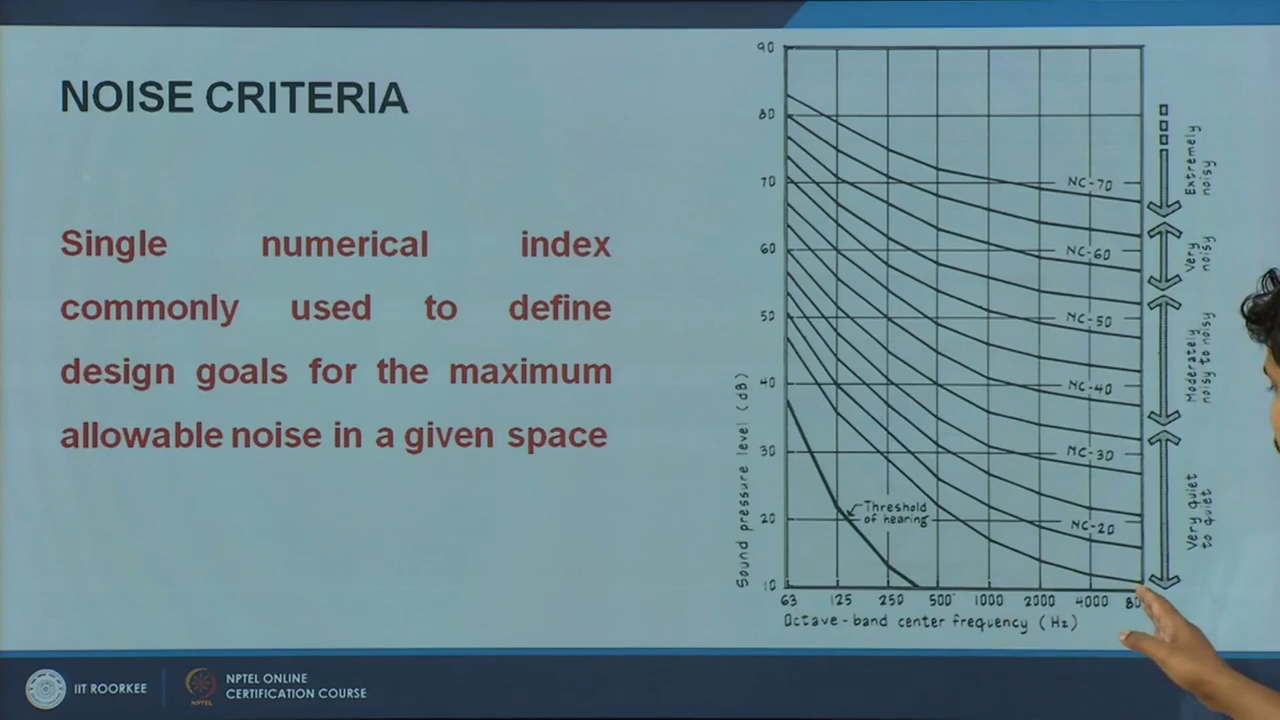 NOISE CRITERIA
Single numerical index
commonly used to define
design goals for the maximum
allowable noise in a given space
Sound pressure level (dB)
90
80
70
60
50
40
30
20
10
NC-70
NC-60
NC-50
NC-40
NC-30
NC-20
Threshold
of hearing
63 125 250 500 1000 2000 4000
Octave-band center frequency (Hz)
Extremely
noisy
Very
noisy
Moderately
noisy to noisy
Very quiet
to quiet
IIT ROORKEE
NPTEL
NPTEL ONLINE
CERTIFICATION COURSE